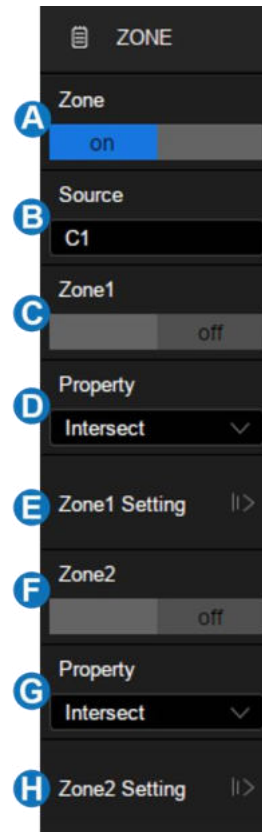 ZONE
A
Zone
on
B
Source
C1
C
Zone1
off
D
Property
Intersect
E
Zone1 Setting
F
Zone2
off
G
Property
Intersect
H
Zone2 Setting